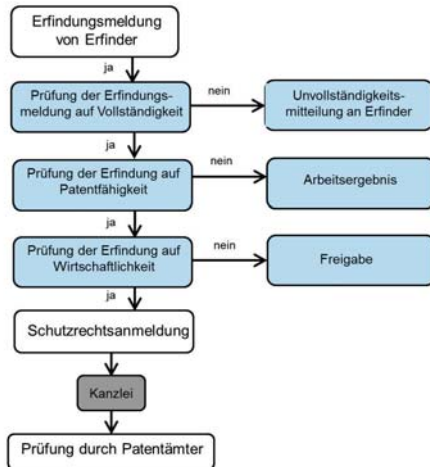 Erfindungsmeldung
von Erfinder
ja
Prüfung der Erfindungs-
meldung auf Vollständigkeit
nein
Unvollständigkeits-
mitteilung an Erfinder
ja
Prüfung der Erfindung auf
Patentfähigkeit
nein
Arbeitsergebnis
ja
Prüfung der Erfindung auf
Wirtschaftlichkeit
nein
Freigabe
ja
Schutzrechtsanmeldung
Kanzlei
Prüfung durch Patentämter